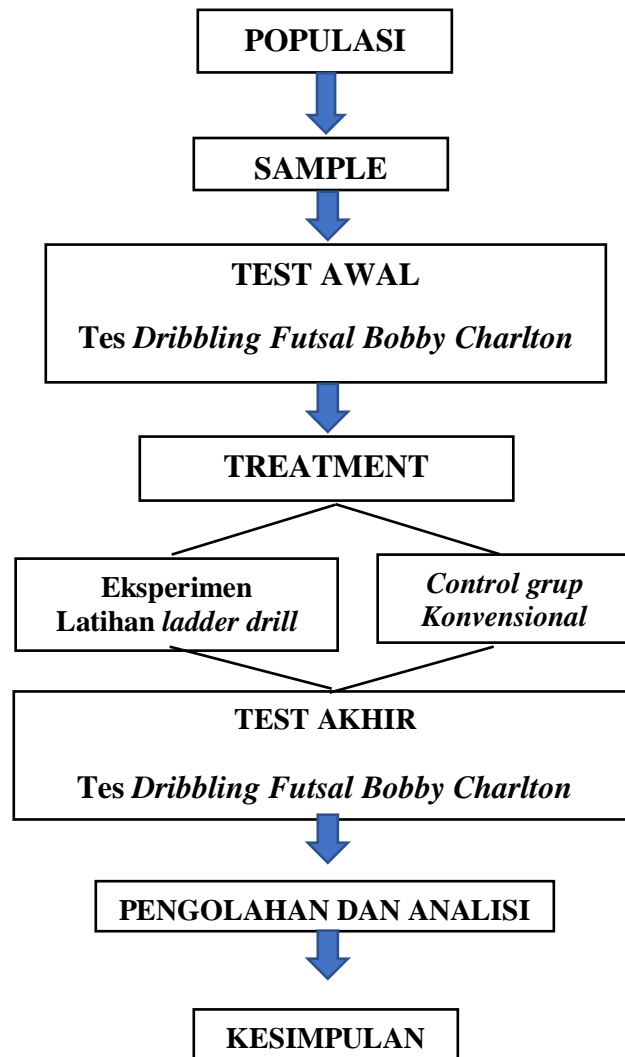 POPULASI
SAMPLE
TEST AWAL
Tes Dribbling Futsal Bobby Charlton
TREATMENT
Eksperimen
Latihan ladder drill
Control grup
Konvensional
TEST AKHIR
Tes Dribbling Futsal Bobby Charlton
PENGOLAHAN DAN ANALISI
KESIMPULAN